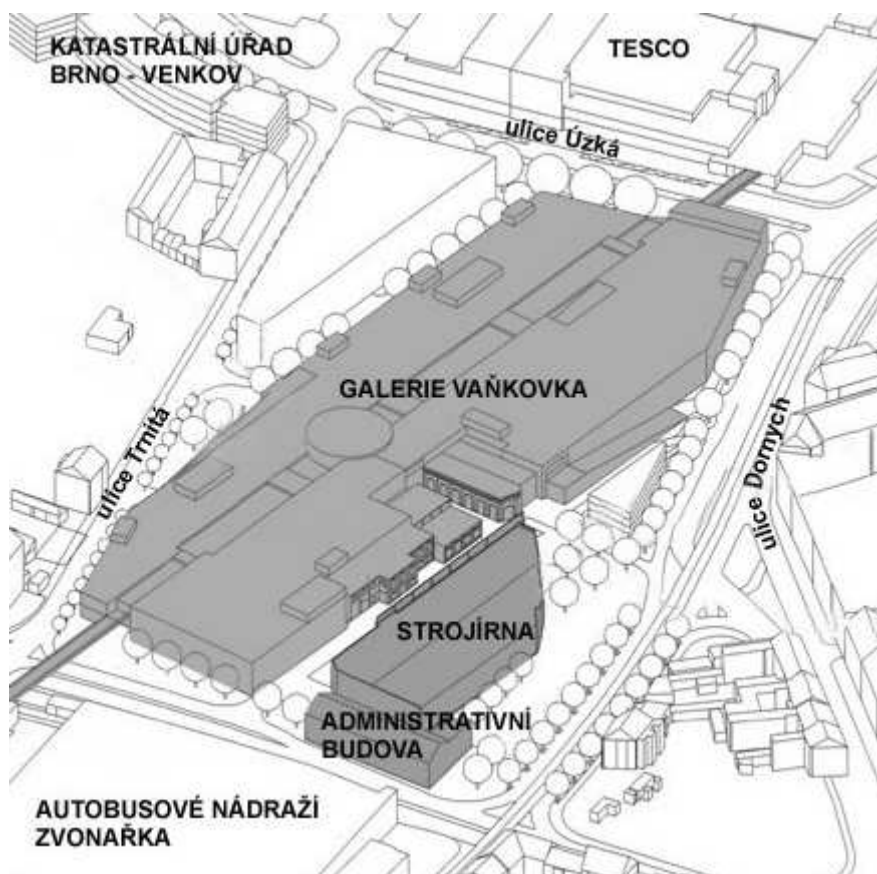 KATASTRÁLNÍ ÚŘAD
BRNO - VENKOV
TESCO
ulice Úzká
GALERIE VAŇKOVKA
ulice Trnitá
ulice Dornych
STROJÍRNA
ADMINISTRATIVNÍ
BUDOVA
AUTOBUSOVÉ NÁDRAŽÍ
ZVONAŘKA